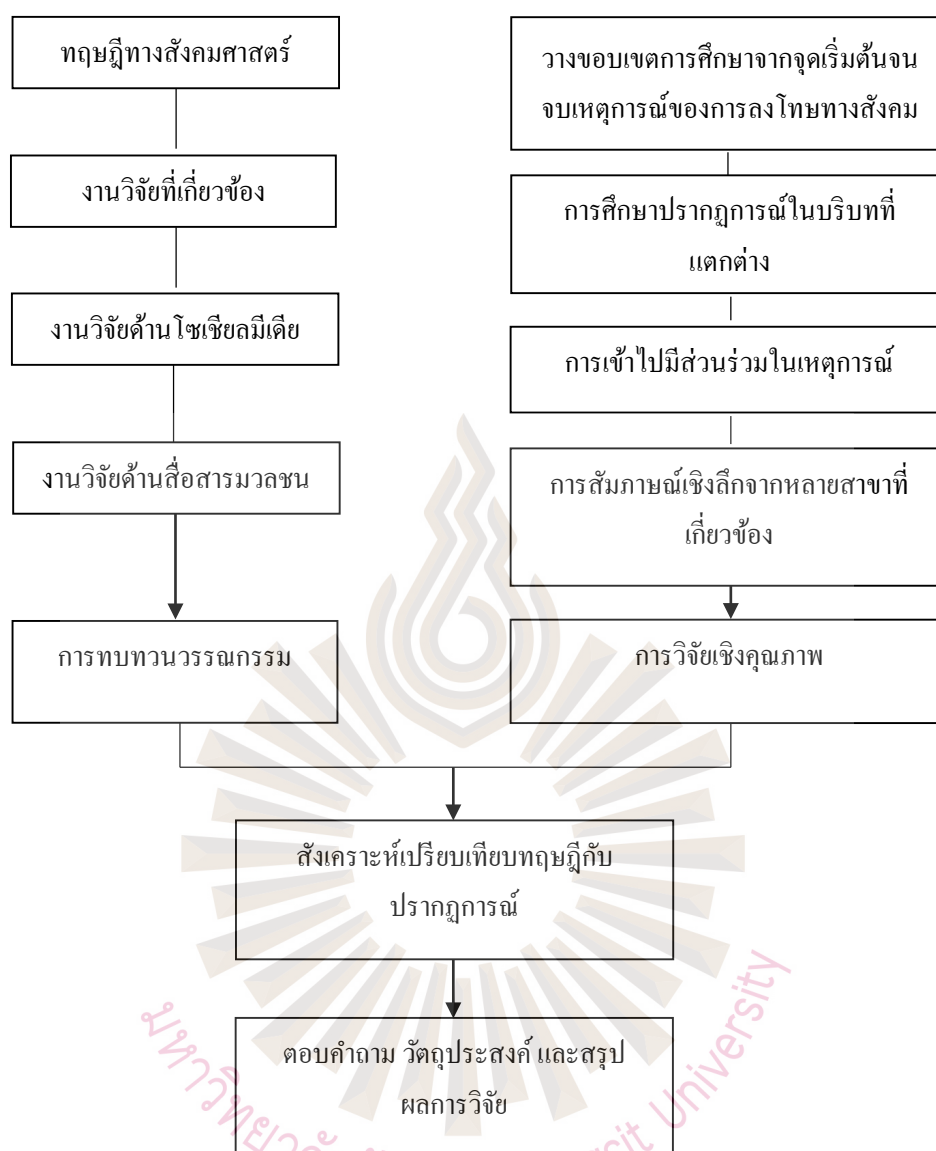 ทฤษฎีทางสังคมศาสตร์
งานวิจัยที่เกี่ยวข้อง
งานวิจัยด้านโซเชียลมีเดีย
งานวิจัยด้านสื่อสารมวลชน
การทบทวนวรรณกรรม
วางขอบเขตการศึกษาจากจุดเริ่มต้นจน
จบเหตุการณ์ของการลงโทษทางสังคม
การศึกษาปรากฏการณ์ในบริบทที่
แตกต่าง
การเข้าไปมีส่วนร่วมในเหตุการณ์
การสัมภาษณ์เชิงลึกจากหลายสาขาที่
เกี่ยวข้อง
การวิจัยเชิงคุณภาพ
สังเคราะห์เปรียบเทียบทฤษฎีกับ
ปรากฏการณ์
ตอบคำถาม วัตถุประสงค์ และสรุป
ผลการวิจัย
University